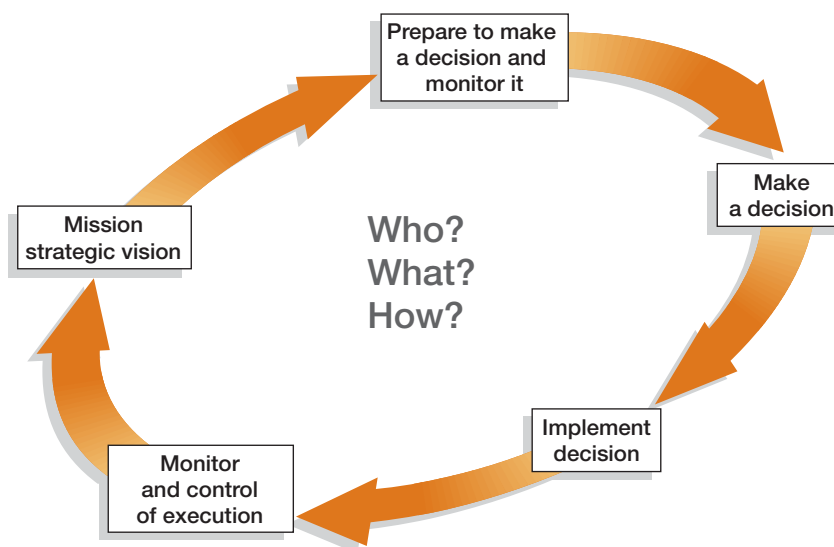 Prepare to make
a decision and
monitor it
Make
a decision
Mission
strategic vision
Who?
What?
How?
Implement
decision
Monitor
and control
of execution